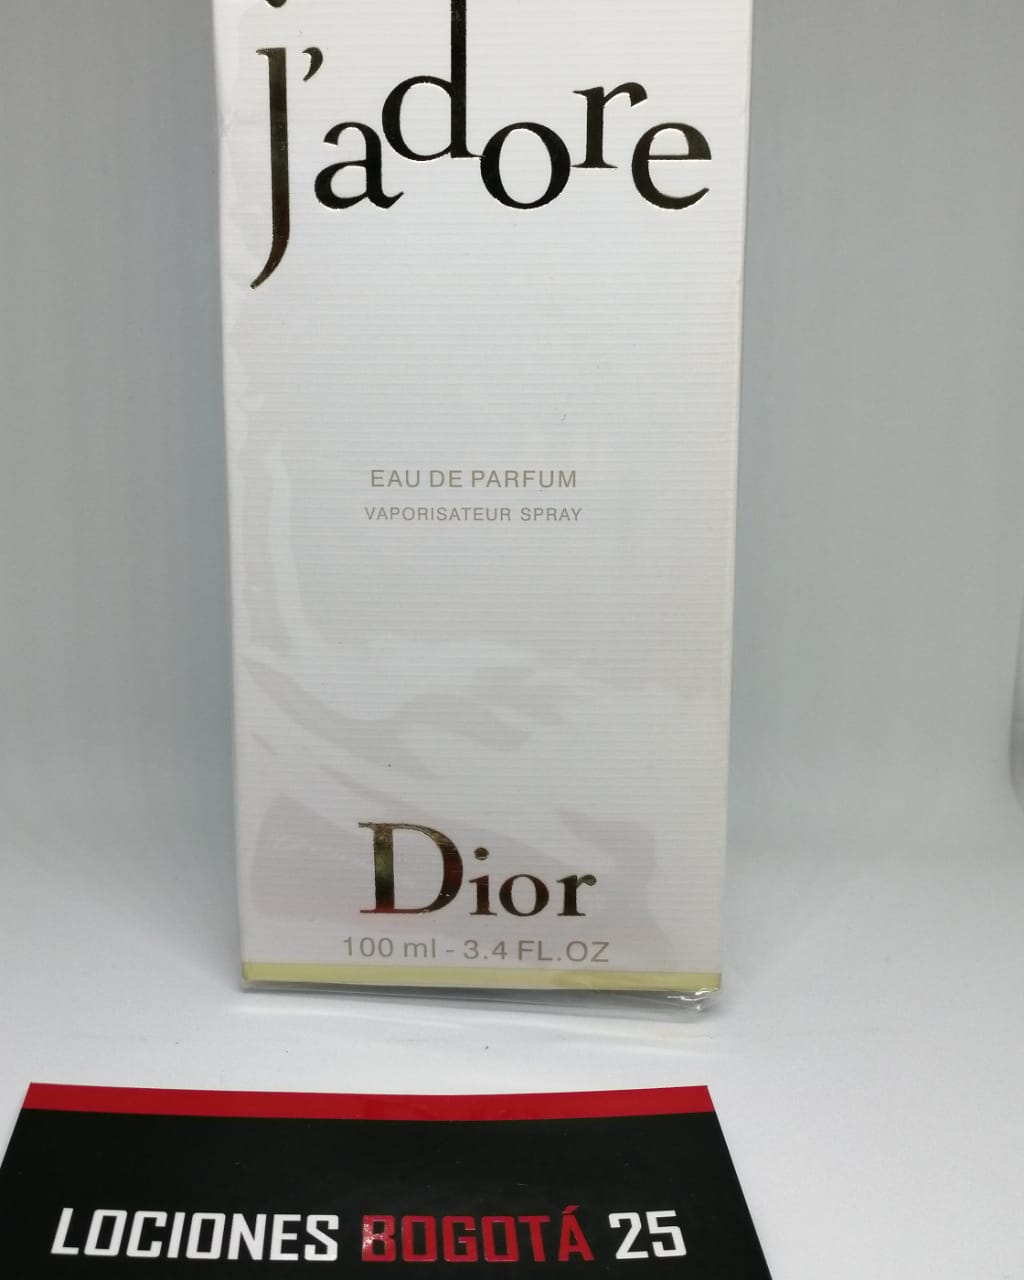 j'adore
EAU DE PARFUM
VAPORISATEUR SPRAY
Dior
100 ml - 3.4 FL.OZ
LOCIONES BOGOTÁ 25